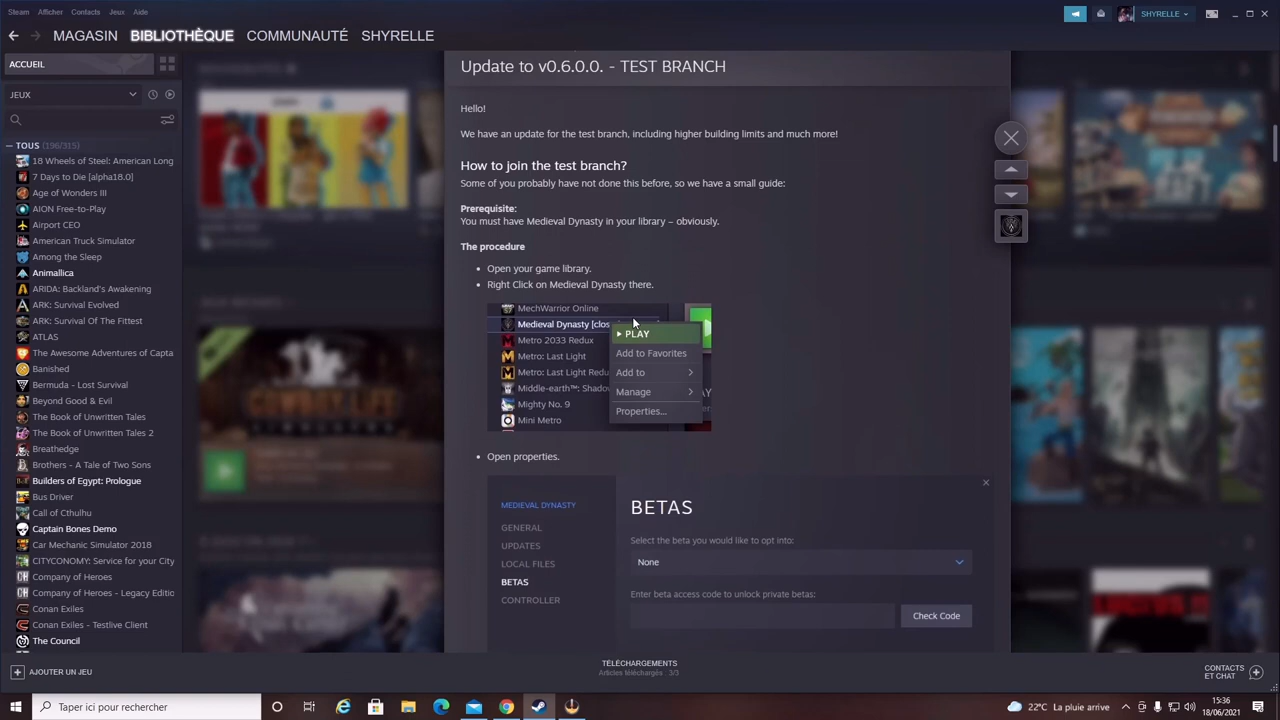 Steam Afficher Contacts Jeux Aide
SHYRELLE
MAGASIN BIBLIOTHÈQUE COMMUNAUTÉ SHYRELLE
ACCUEIL
JEUX
TOUS (196/315)
18 Wheels of Steel: American Long
7 Days to Die [alpha18.0]
Age of Wonders III
AION Free-to-Play
Airport CEO
American Truck Simulator
Among the Sleep
Animallica
ARIDA: Backland's Awakening
ARK: Survival Evolved
ARK: Survival Of The Fittest
ATLAS
The Awesome Adventures of Capta
Banished
Bermuda - Lost Survival
Beyond Good & Evil
The Book of Unwritten Tales
The Book of Unwritten Tales 2
Breathedge
Brothers - A Tale of Two Sons
Builders of Egypt: Prologue
Bus Driver
Call of Cthulhu
Captain Bones Demo
Car Mechanic Simulator 2018
CITYCONOMY: Service for your City
Company of Heroes
Company of Heroes - Legacy Editio
Conan Exiles
Conan Exiles - Testlive Client
The Council
Update to v0.6.0.0. - TEST BRANCH
Hello!
We have an update for the test branch, including higher building limits and much more!
How to join the test branch?
Some of you probably have not done this before, so we have a small guide:
Prerequisite:
You must have Medieval Dynasty in your library – obviously.
The procedure
• Open your game library.
• Right Click on Medieval Dynasty there.
MechWarrior Online
Medieval Dynasty [clos
Metro 2033 Redux
Metro: Last Light
Metro: Last Light Redu
Middle-earth™: Shado
Mighty No. 9
Mini Metro
PLAY
Add to Favorites
Add to
Manage
Properties...
• Open properties.
MEDIEVAL DYNASTY
GENERAL
UPDATES
LOCAL FILES
BETAS
CONTROLLER
BETAS
Select the beta you would like to opt into:
None
Enter beta access code to unlock private betas:
Check Code
AJOUTER UN JEU
TÉLÉCHARGEMENTS
Articles téléchargés 3/3
CONTACTS
ET CHAT
Taper ici pour rechercher
22°C La pluie arrive
15:36
18/06/2021